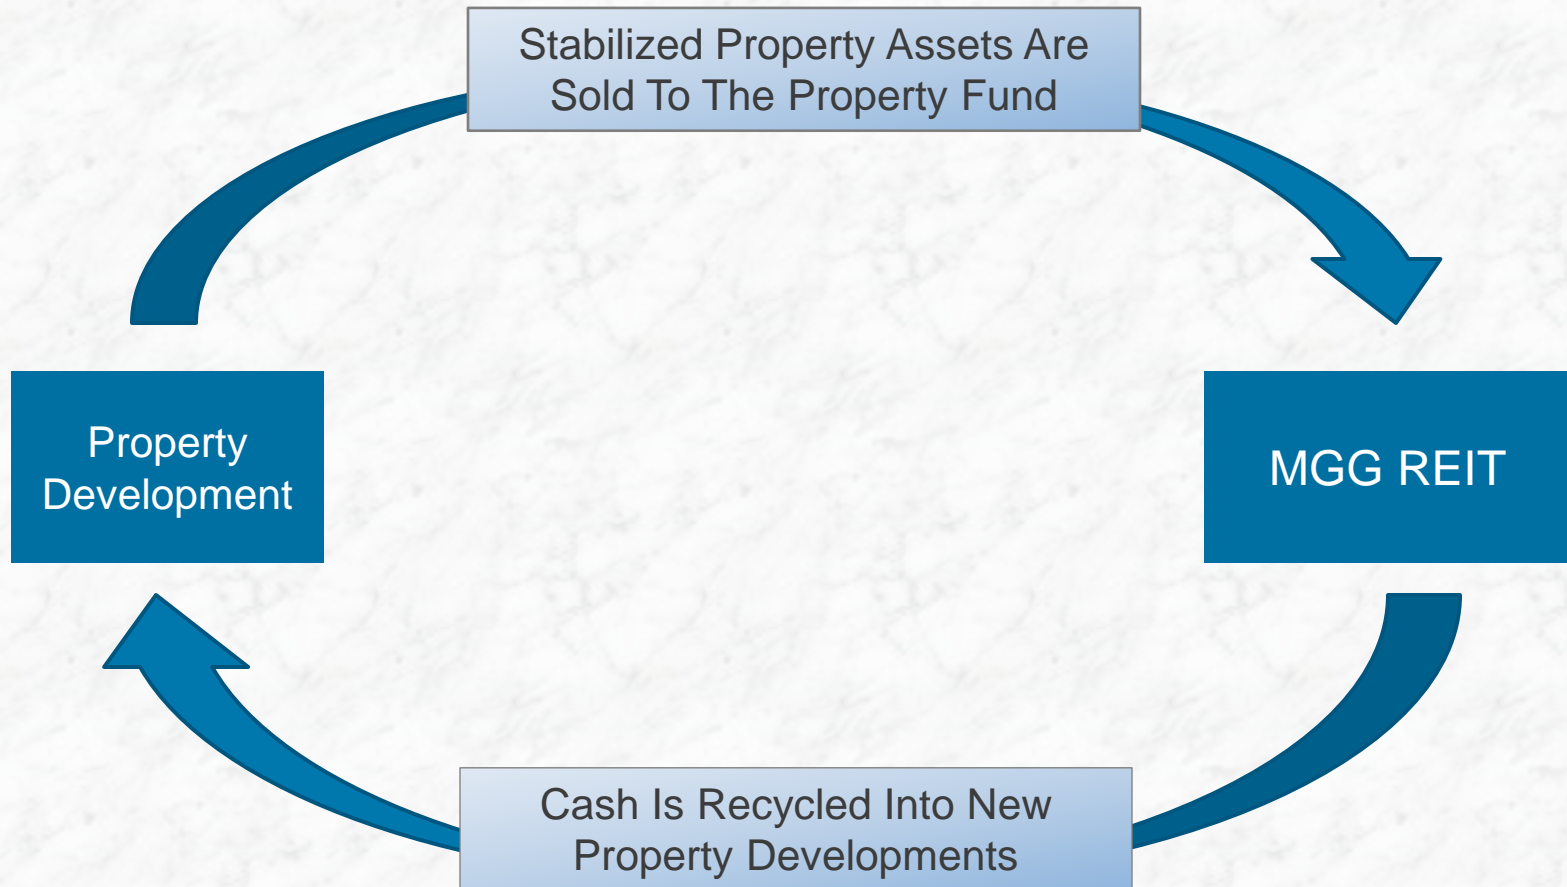 Stabilized Property Assets Are
Sold To The Property Fund
Property
Development
MGG REIT
Cash Is Recycled Into New
Property Developments